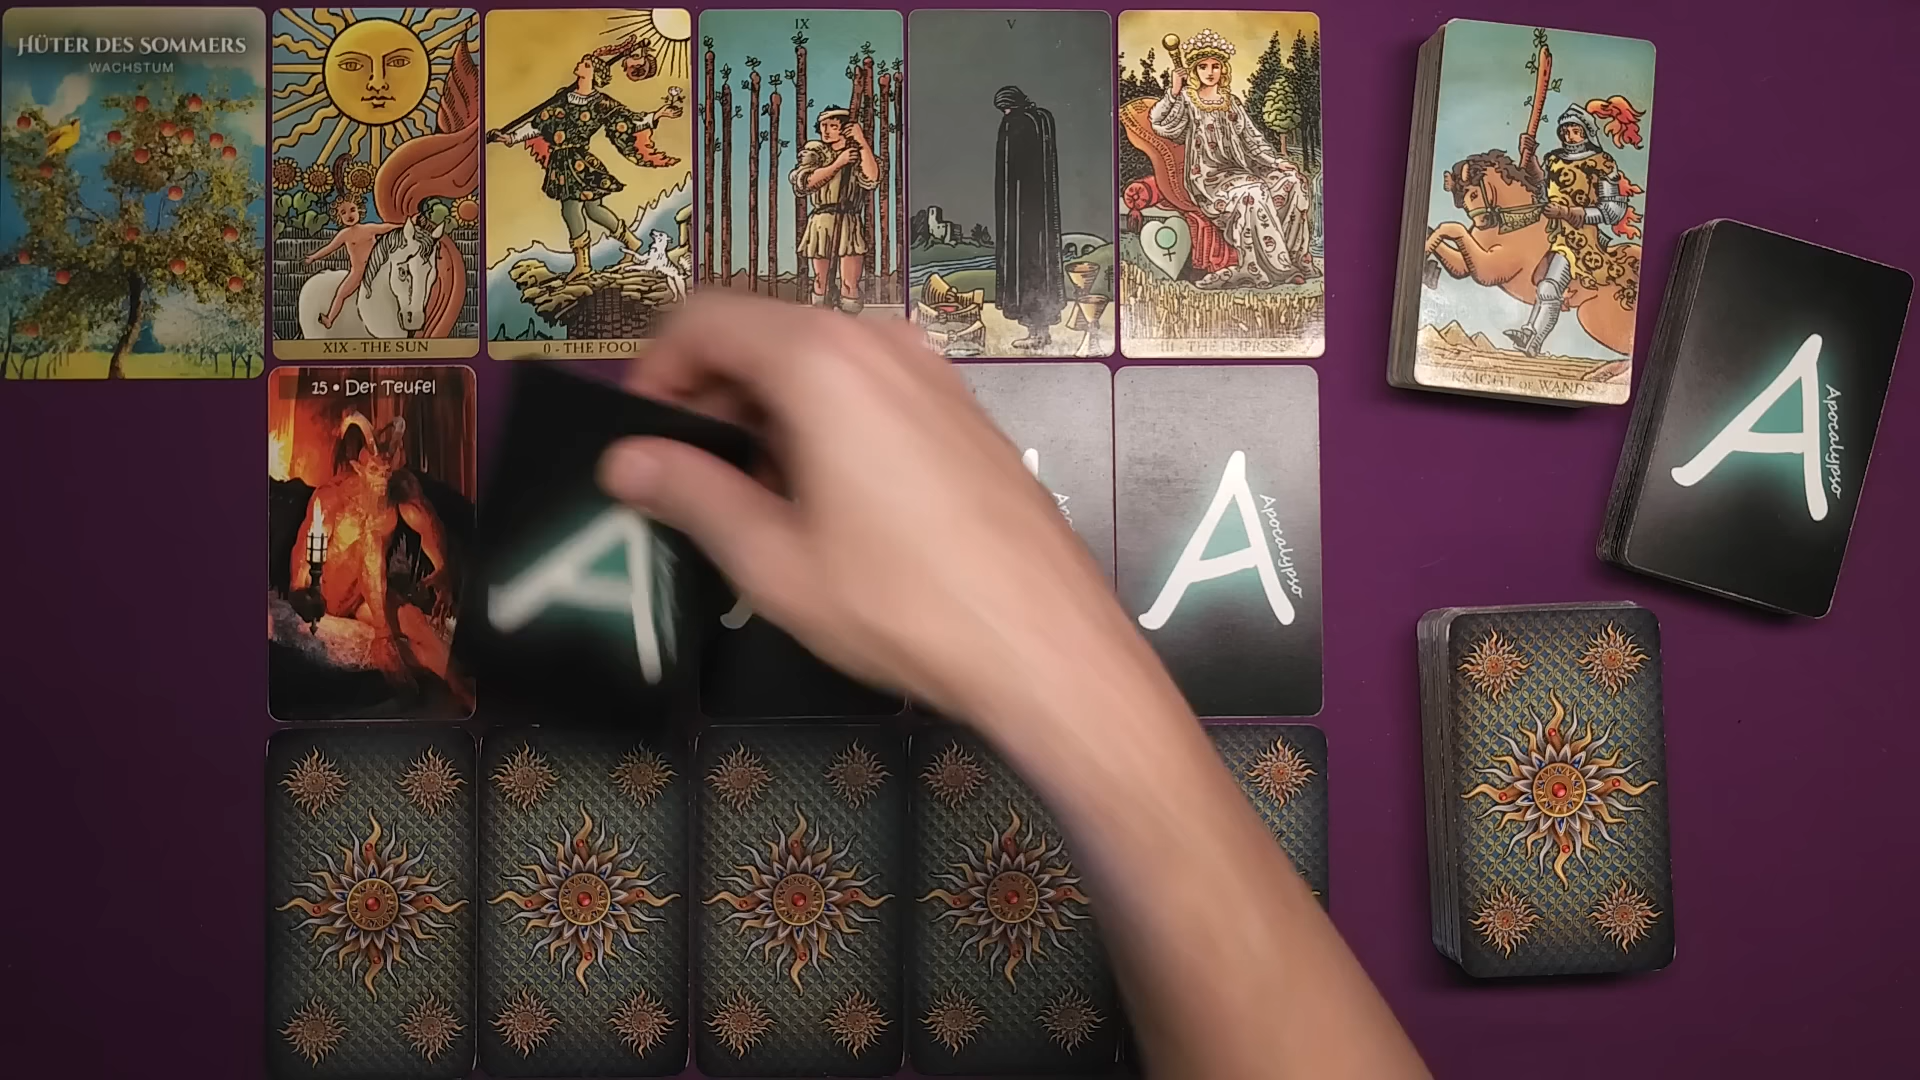 HÜTER DES SOMMERS
WACHSTUM
XIX - THE SUN
0 - THE FOOL
IX
V
III - THE EMPRESS
KNIGHT OF WANDS
15 • Der Teufel
A
A
Apocalypso
A
Apocalypso